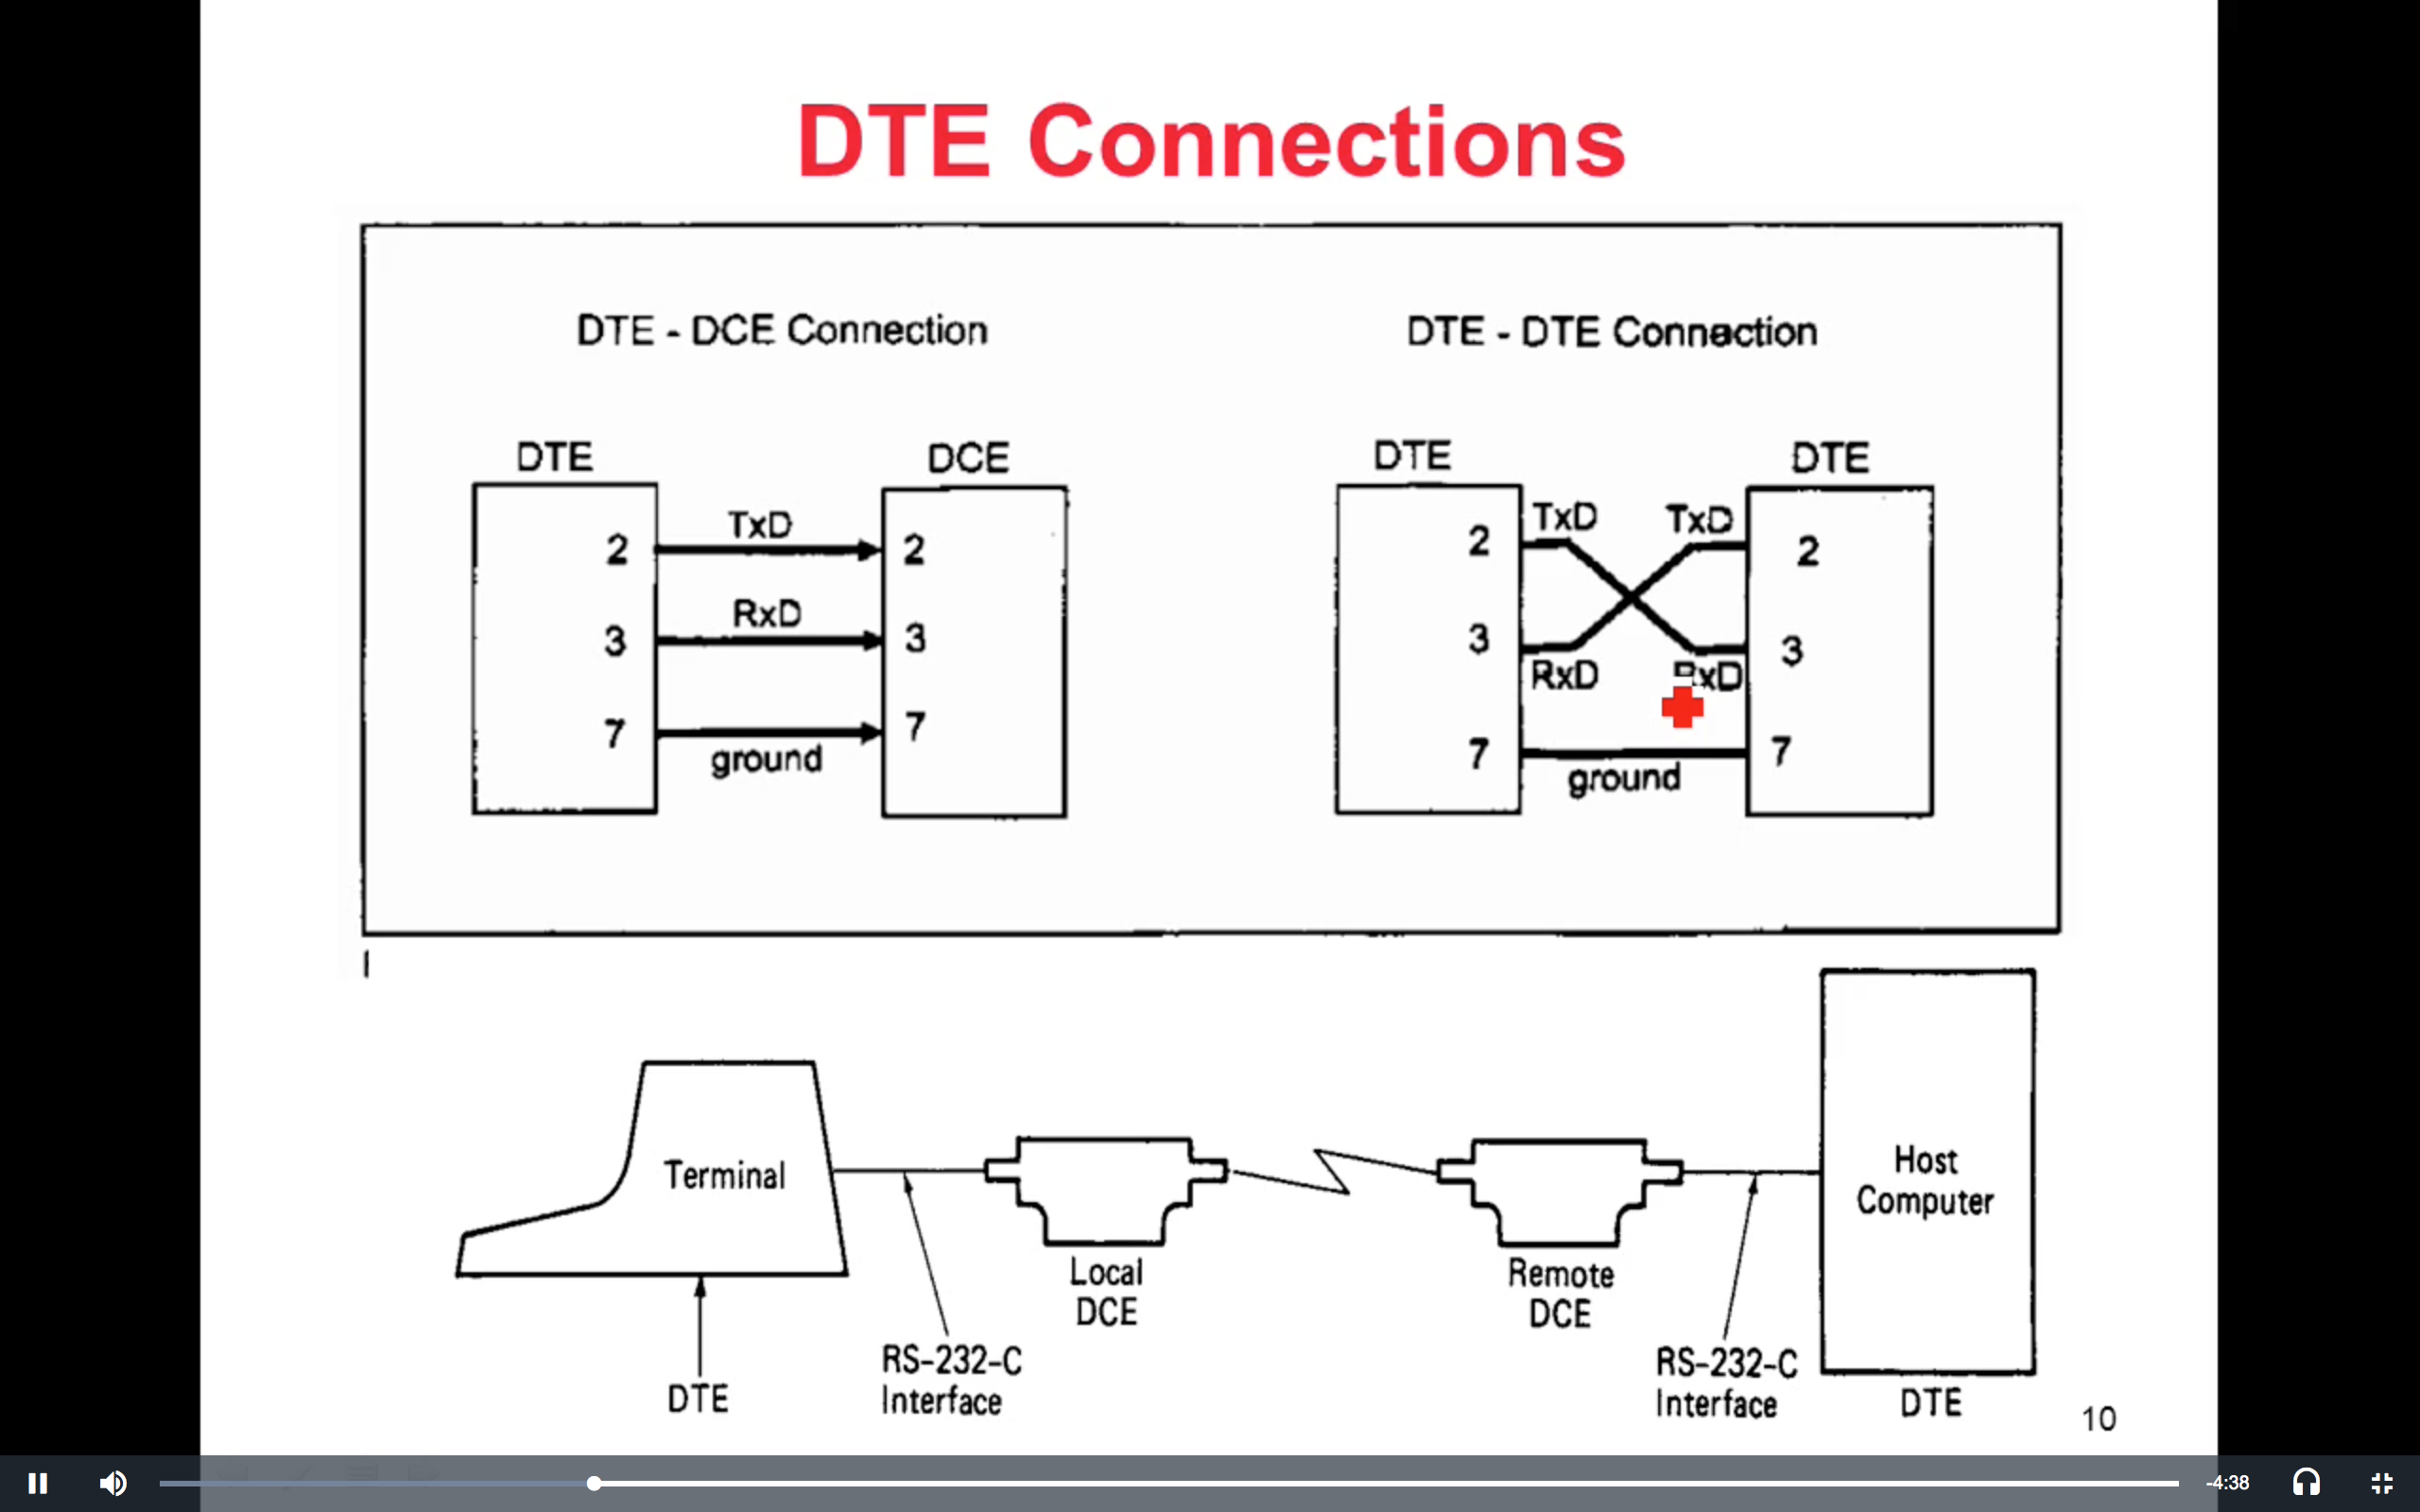 DTE Connections
DTE - DCE Connection
DTE - DTE Connection
DTE
DCE
2
TxD
2
3
RxD
3
7
ground
7
DTE
DTE
2
TxD
TxD
2
3
RxD
RxD
3
7
ground
7
Terminal
Local
DCE
Remote
DCE
Host
Computer
DTE
RS-232-C
Interface
RS-232-C
Interface
DTE
10
-4:38